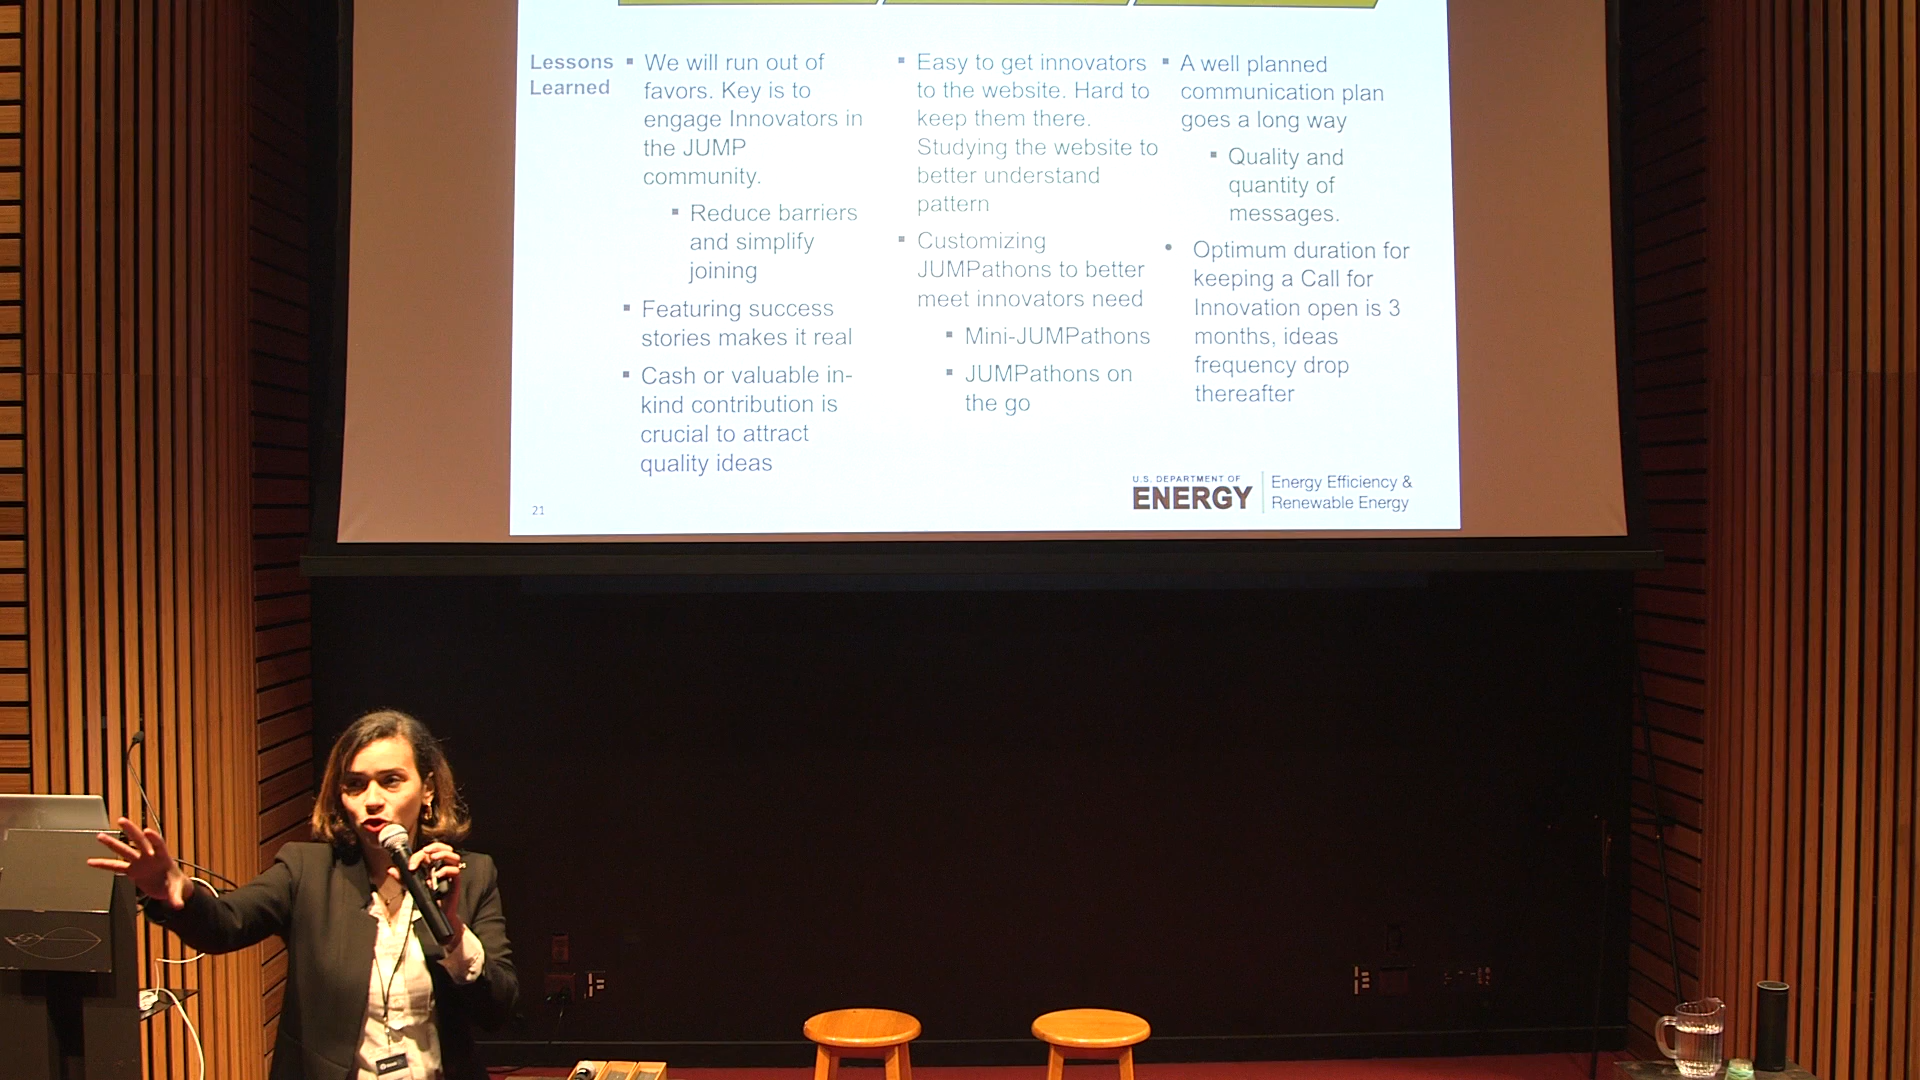 Lessons
Learned
We will run out of
favors. Key is to
engage Innovators in
the JUMP
community.
Reduce barriers
and simplify
joining
Featuring success
stories makes it real
Cash or valuable in-
kind contribution is
crucial to attract
quality ideas
Easy to get innovators
to the website. Hard to
keep them there.
Studying the website to
better understand
pattern
Customizing
JUMPathons to better
meet innovators need
Mini-JUMPathons
JUMPathons on
the go
A well planned
communication plan
goes a long way
Quality and
quantity of
messages.
Optimum duration for
keeping a Call for
Innovation open is 3
months, ideas
frequency drop
thereafter
21
U.S. DEPARTMENT OF
ENERGY
Energy Efficiency &
Renewable Energy